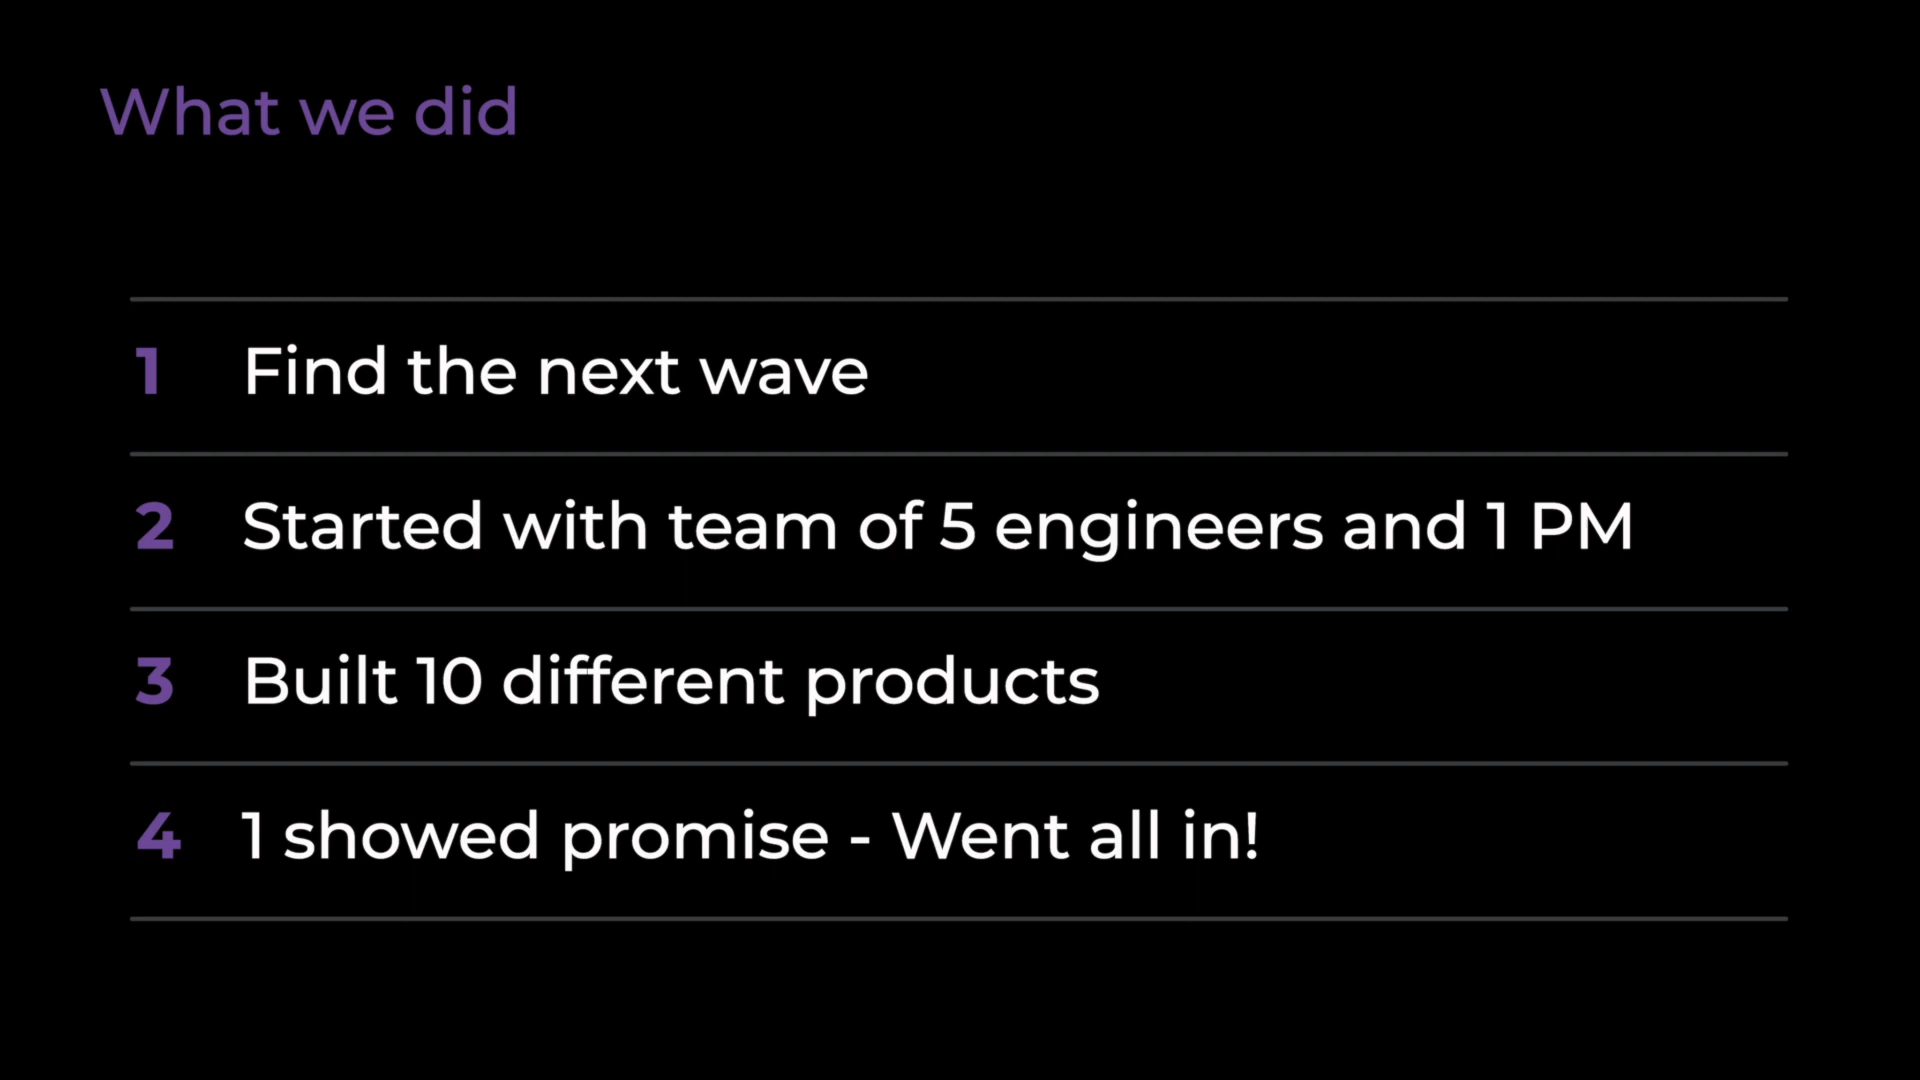 What we did
1 Find the next wave
2 Started with team of 5 engineers and 1 PM
3 Built 10 different products
4 1 showed promise - Went all in!